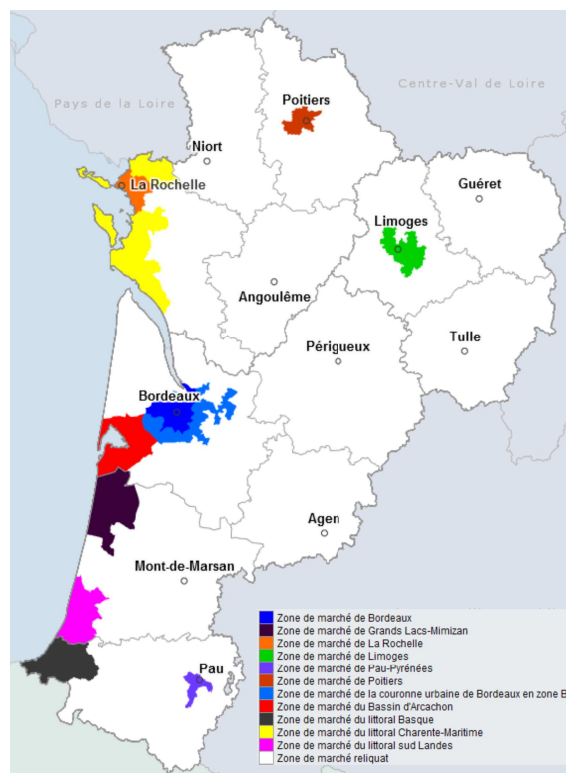 Centre-Val de Loire
Pays de la Loire
Poitiers
Niort
La Rochelle
Guéret
Limoges
Angoulême
Tulle
Périgueux
Bordeaux
Agen
Mont-de-Marsan
Pau
Zone de marché de Bordeaux
Zone de marché de Grands Lacs-Mimizan
Zone de marché de La Rochelle
Zone de marché de Limoges
Zone de marché de Pau-Pyrénées
Zone de marché de Poitiers
Zone de marché de la couronne urbaine de Bordeaux en zone B
Zone de marché du Bassin d'Arcachon
Zone de marché du littoral Basque
Zone de marché du littoral Charente-Maritime
Zone de marché du littoral sud Landes
Zone de marché reliquat